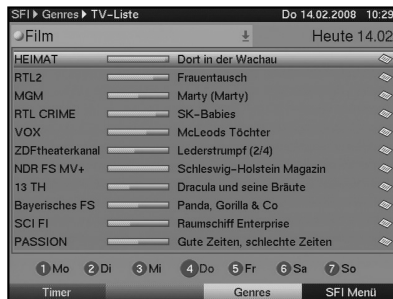 SFI Genres TV-Liste Do 14.02.2008 10:29
Film Heute 14.02
HEIMAT Dort in der Wachau
RTL2 Frauentausch
MGM Marty (Marty)
RTL CRIME SK-Babies
VOX McLeods Töchter
ZDFtheaterkanal Lederstrumpf (2/4)
NDR FS MV+ Schleswig-Holstein Magazin
13 TH Dracula und seine Bräute
Bayerisches FS Panda, Gorilla & Co
SCI FI Raumschiff Enterprise
PASSION Gute Zeiten, schlechte Zeiten
1 Mo 2 Di 3 Mi 4 Do 5 Fr 6 Sa 7 So
Timer Genres SFI Menü